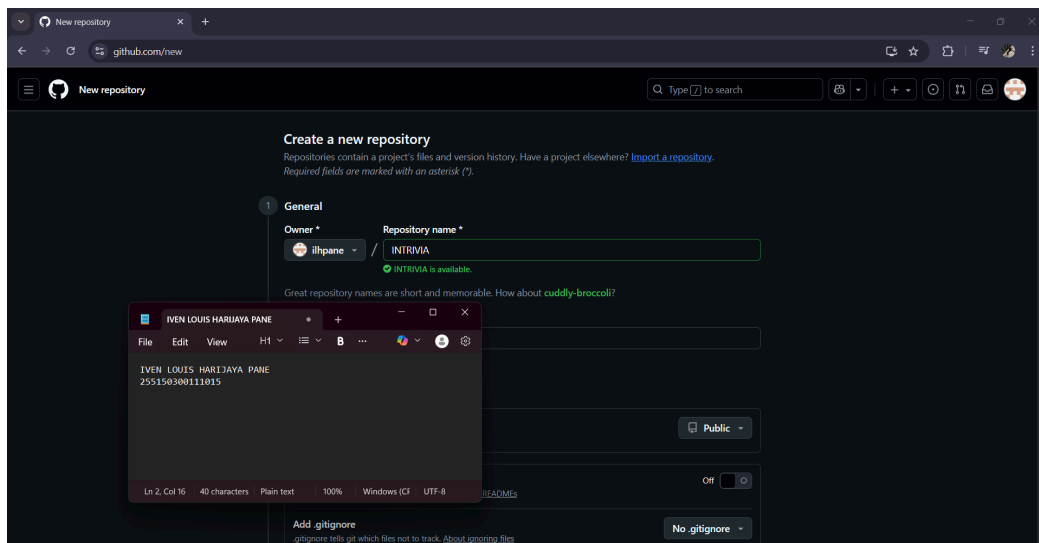 New repository
github.com/new
New repository
Type / to search
Create a new repository
Repositories contain a project's files and version history. Have a project elsewhere? Import a repository.
Required fields are marked with an asterisk (*).
1 General
Owner * Repository name *
ilhpane / INTRIVIA
INTRIVIA is available.
Great repository names are short and memorable. How about cuddly-broccoli?
IVEN LOUIS HARIJAYA PANE
File Edit View H1 B
IVEN LOUIS HARIJAYA PANE
255150300111015
Public
Off
Ln 2, Col 16 40 characters Plain text 100% Windows (CF UTF-8
READMEs
Add .gitignore
No .gitignore
.gitignore tells git which files not to track. About ignoring files